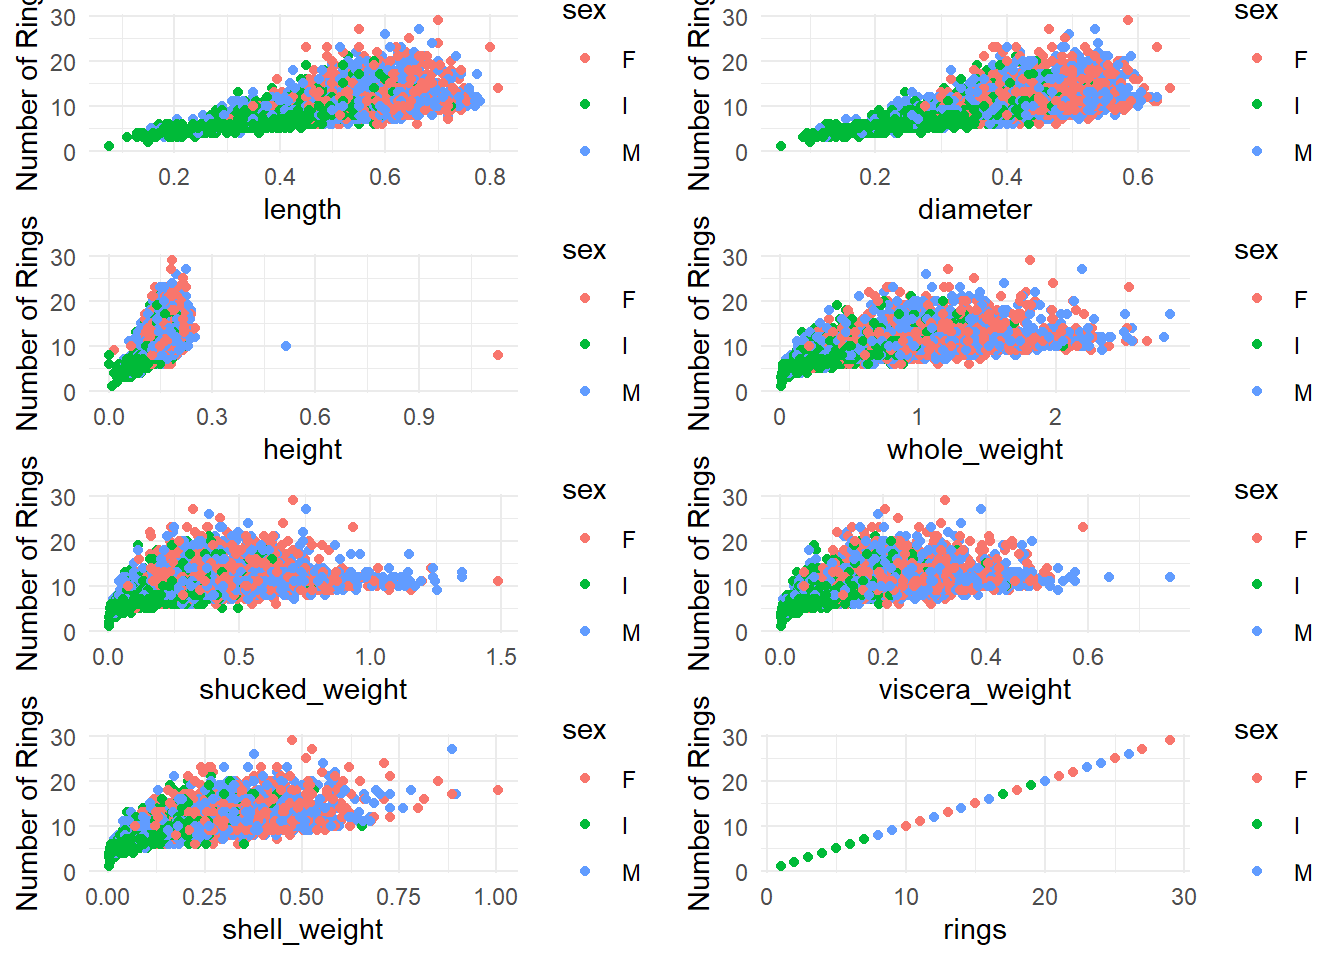 Number of Rings
30
20
10
0
0.2 0.4 0.6 0.8
length
sex
F
I
M
Number of Rings
30
20
10
0
0.2 0.4 0.6
diameter
sex
F
I
M
Number of Rings
30
20
10
0
0.0 0.3 0.6 0.9
height
sex
F
I
M
Number of Rings
30
20
10
0
0 1 2
whole_weight
sex
F
I
M
Number of Rings
30
20
10
0
0.0 0.5 1.0 1.5
shucked_weight
sex
F
I
M
Number of Rings
30
20
10
0
0.0 0.2 0.4 0.6
viscera_weight
sex
F
I
M
Number of Rings
30
20
10
0
0.00 0.25 0.50 0.75 1.00
shell_weight
sex
F
I
M
Number of Rings
30
20
10
0
0 10 20 30
rings
sex
F
I
M